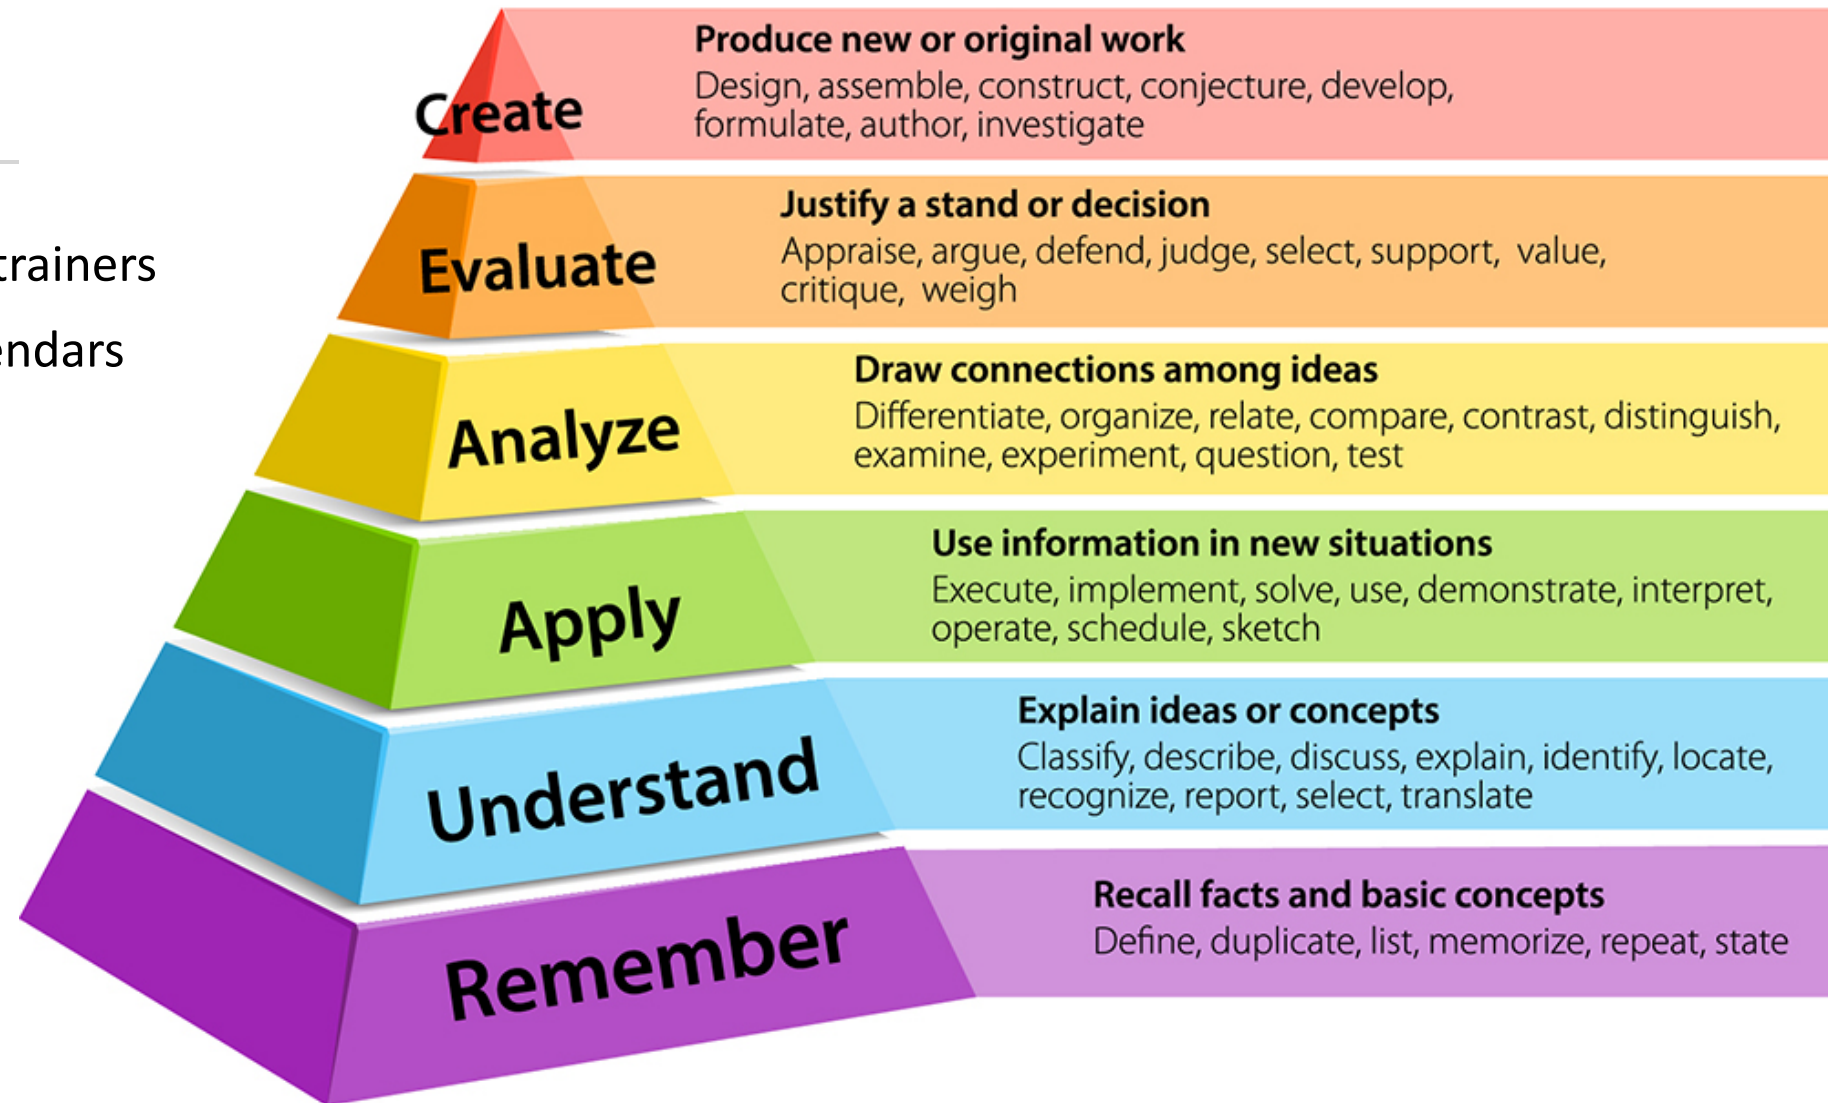 trainers
endars
Create
Produce new or original work
Design, assemble, construct, conjecture, develop,
formulate, author, investigate
Evaluate
Justify a stand or decision
Appraise, argue, defend, judge, select, support, value,
critique, weigh
Analyze
Draw connections among ideas
Differentiate, organize, relate, compare, contrast, distinguish,
examine, experiment, question, test
Apply
Use information in new situations
Execute, implement, solve, use, demonstrate, interpret,
operate, schedule, sketch
Understand
Explain ideas or concepts
Classify, describe, discuss, explain, identify, locate,
recognize, report, select, translate
Remember
Recall facts and basic concepts
Define, duplicate, list, memorize, repeat, state